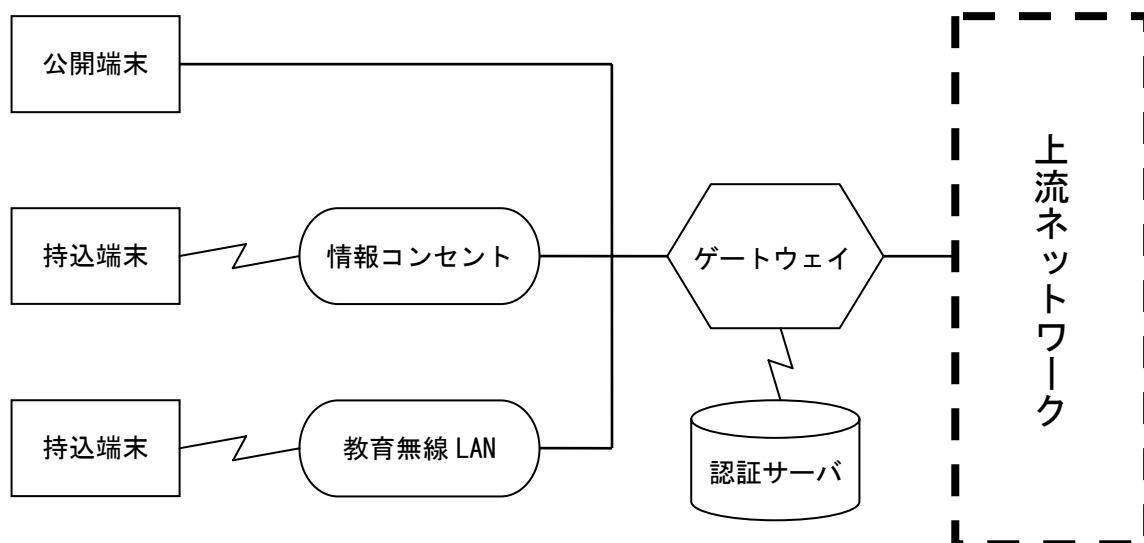 公開端末
持込端末
情報コンセント
ゲートウェイ
上流ネットワーク
持込端末
教育無線 LAN
認証サーバ